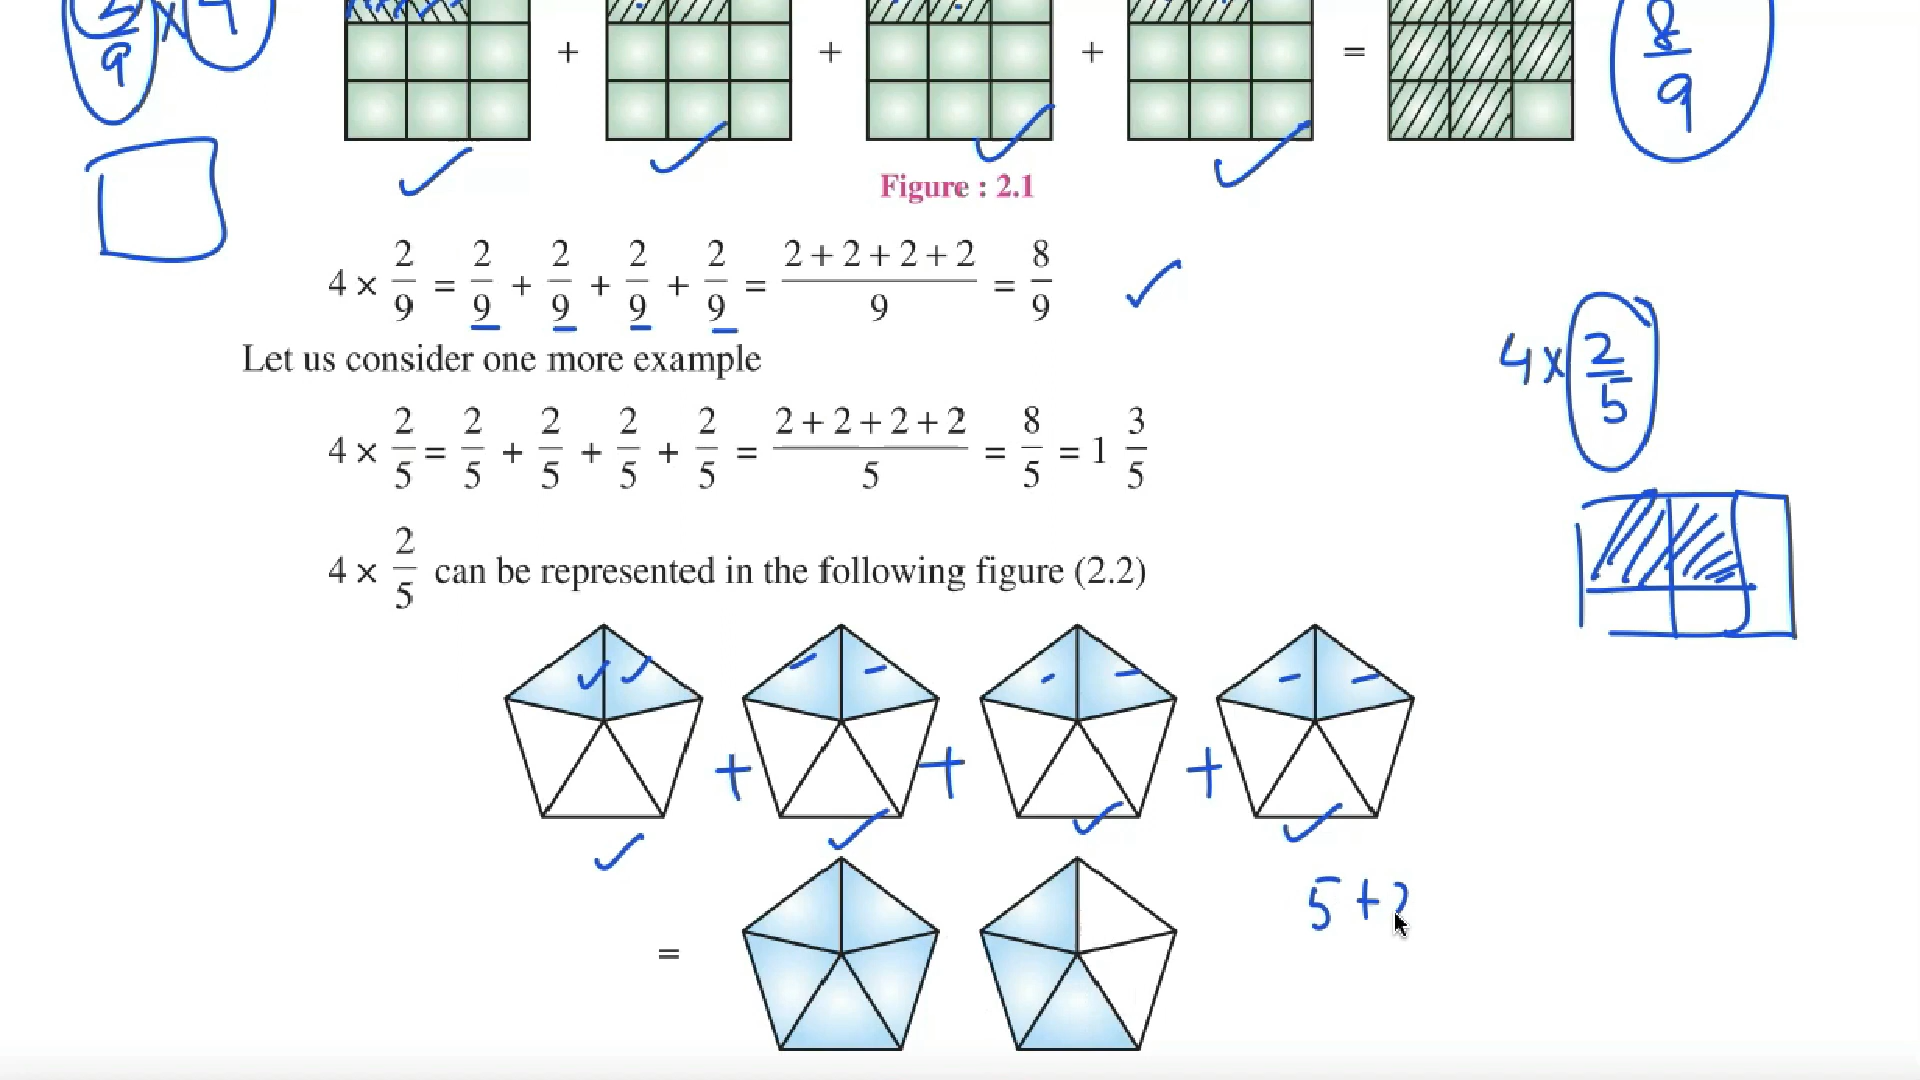 2/9 × 4
+ + + = 8/9
Figure : 2.1
4 × 2/9 = 2/9 + 2/9 + 2/9 + 2/9 = (2 + 2 + 2 + 2)/9 = 8/9
Let us consider one more example
4 × 2/5
4 × 2/5 = 2/5 + 2/5 + 2/5 + 2/5 = (2 + 2 + 2 + 2)/5 = 8/5 = 1 3/5
4 × 2/5 can be represented in the following figure (2.2)
+ + +
5 +
=